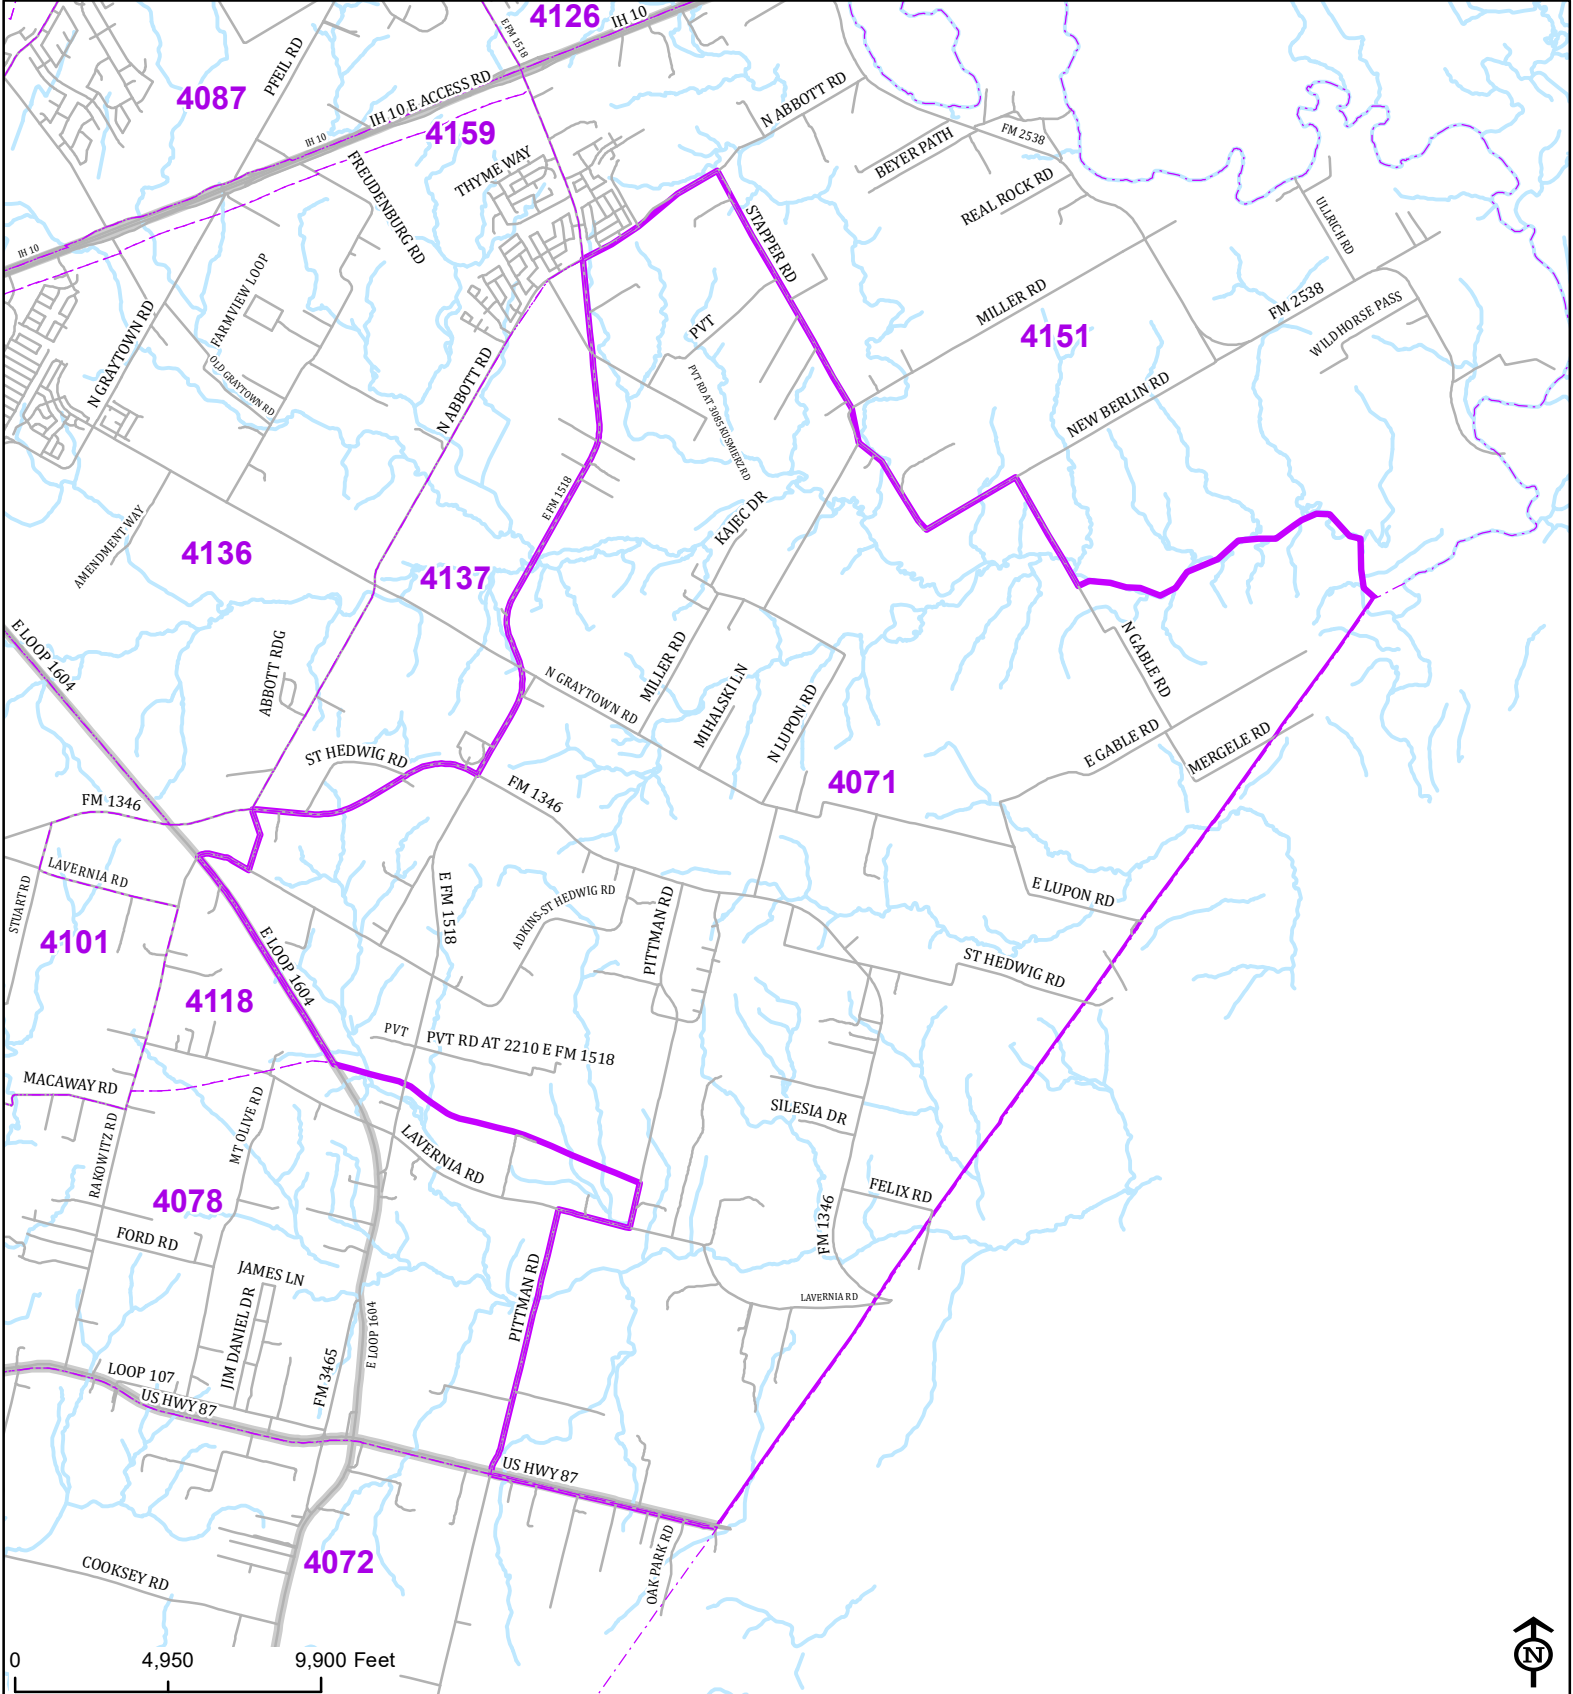 4126
IH 10
E FM 1518
PFEIL RD
4087
IH 10 E ACCESS RD
N ABBOTT RD
IH 10
4159
FM 2538
BEYER PATH
THYME WAY
FREUDENBURG RD
REAL ROCK RD
STAPPER RD
ULLRICH RD
IH 10
FARMVIEW LOOP
MILLER RD
FM 2538
N GRAYTOWN RD
PVT
4151
WILD HORSE PASS
OLD GRAYTOWN RD
N ABBOTT RD
PVT RD AT 3085 KUSMIERZ RD
NEW BERLIN RD
E FM 1518
KAJEC DR
AMENDMENT WAY
4136
4137
E LOOP 1604
ABBOTT RDG
MILLER RD
N GABLE RD
N GRAYTOWN RD
MIHALSKI LN
N LUPON RD
ST HEDWIG RD
E GABLE RD
MERGELE RD
4071
FM 1346
FM 1346
LAVERNIA RD
STUART RD
E FM 1518
ADKINS-ST HEDWIG RD
PITTMAN RD
E LUPON RD
4101
E LOOP 1604
ST HEDWIG RD
4118
PVT
PVT RD AT 2210 E FM 1518
MACAWAY RD
SILESIA DR
MT OLIVE RD
RAKOWITZ RD
LAVERNIA RD
4078
FELIX RD
FM 1346
FORD RD
JAMES LN
PITTMAN RD
LAVERNIA RD
JIM DANIEL DR
E LOOP 1604
LOOP 107
FM 3465
US HWY 87
US HWY 87
4072
OAK PARK RD
COOKSEY RD
0 4,950 9,900 Feet
N